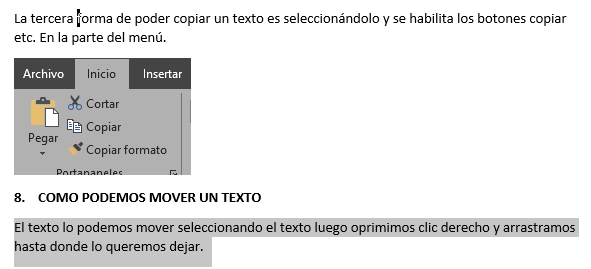 La tercera forma de poder copiar un texto es seleccionándolo y se habilita los botones copiar
etc. En la parte del menú.
Archivo Inicio Insertar
Cortar
Copiar
Pegar
Copiar formato
Portapapeles
8. COMO PODEMOS MOVER UN TEXTO
El texto lo podemos mover seleccionando el texto luego oprimimos clic derecho y arrastramos
hasta donde lo queremos dejar.